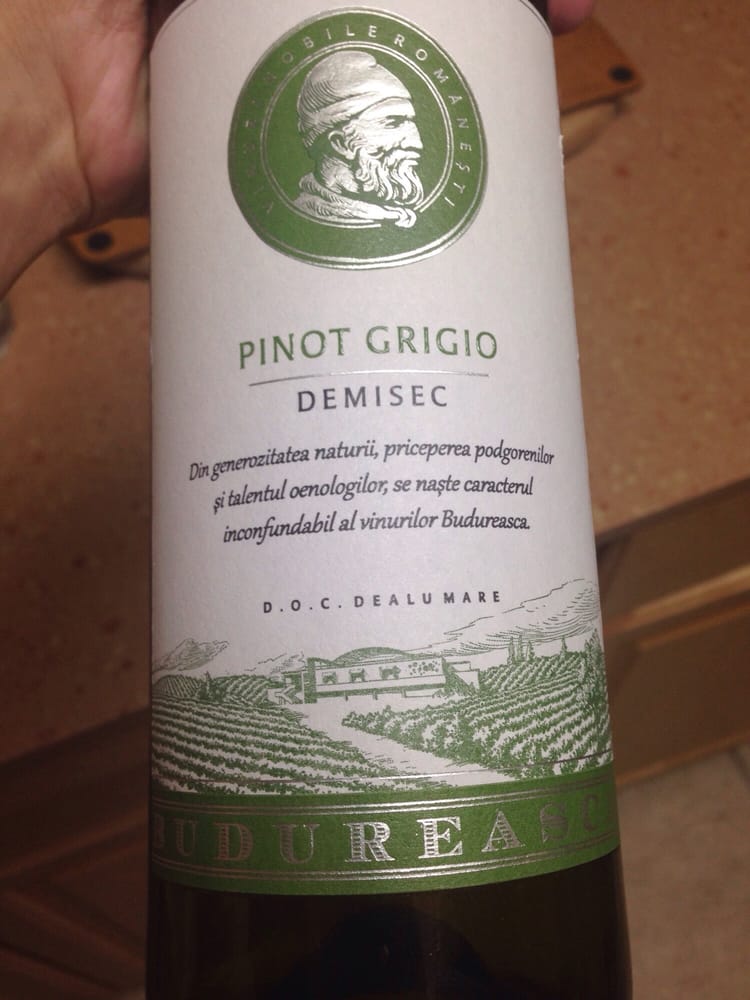 VINURI NOBILE ROMANEȘTI
PINOT GRIGIO
DEMISEC
Din generozitatea naturii, priceperea podgorenilor
și talentul oenologilor, se naște caracterul
inconfundabil al vinurilor Budureasca.
D.O.C. DEALU MARE
BUDUREASC